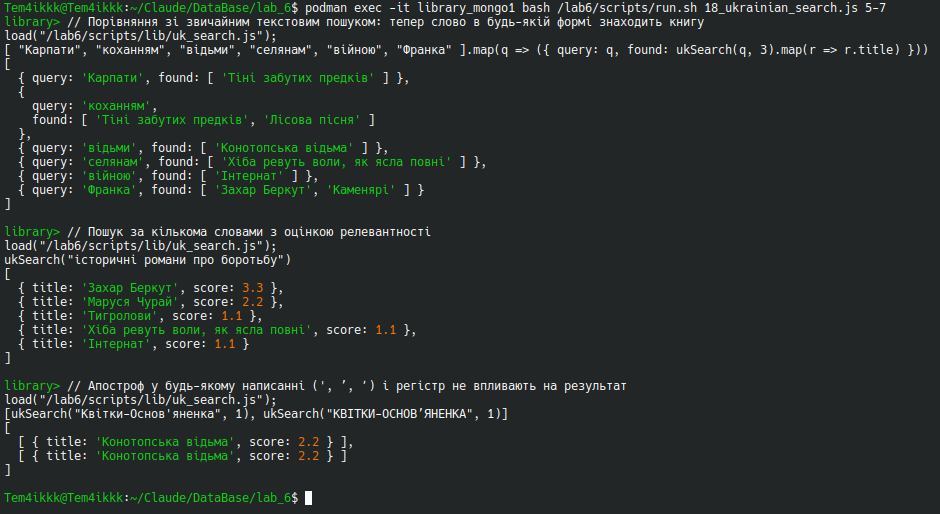 Tem4ikkk@Tem4ikkk:~/Claude/DataBase/lab_6$ podman exec -it library_mongo1 bash /lab6/scripts/run.sh 18_ukrainian_search.js 5-7
library> // Порівняння зі звичайним текстовим пошуком: тепер слово в будь-якій формі знаходить книгу
load("/lab6/scripts/lib/uk_search.js");
[ "Карпати", "коханням", "відьми", "селянам", "війною", "Франка" ].map(q => ({ query: q, found: ukSearch(q, 3).map(r => r.title) }))
[
  { query: 'Карпати', found: [ 'Тіні забутих предків' ] },
  {
    query: 'коханням',
    found: [ 'Тіні забутих предків', 'Лісова пісня' ]
  },
  { query: 'відьми', found: [ 'Конотопська відьма' ] },
  { query: 'селянам', found: [ 'Хіба ревуть воли, як ясла повні' ] },
  { query: 'війною', found: [ 'Інтернат' ] },
  { query: 'Франка', found: [ 'Захар Беркут', 'Каменярі' ] }
]
library> // Пошук за кількома словами з оцінкою релевантності
load("/lab6/scripts/lib/uk_search.js");
ukSearch("історичні романи про боротьбу")
[
  { title: 'Захар Беркут', score: 3.3 },
  { title: 'Маруся Чурай', score: 2.2 },
  { title: 'Тигролови', score: 1.1 },
  { title: 'Хіба ревуть воли, як ясла повні', score: 1.1 },
  { title: 'Інтернат', score: 1.1 }
]
library> // Апостроф у будь-якому написанні (', ’, ʼ) і регістр не впливають на результат
load("/lab6/scripts/lib/uk_search.js");
[ukSearch("Квітки-Основ'яненка", 1), ukSearch("КВІТКИ-ОСНОВ’ЯНЕНКА", 1)]
[
  [ { title: 'Конотопська відьма', score: 2.2 } ],
  [ { title: 'Конотопська відьма', score: 2.2 } ]
]
Tem4ikkk@Tem4ikkk:~/Claude/DataBase/lab_6$